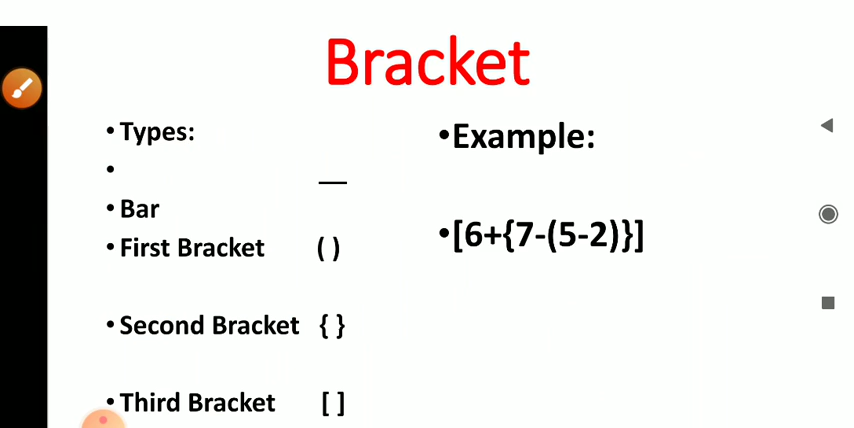 Bracket
• Types:
•
—
• Bar
• First Bracket ( )
• Second Bracket { }
• Third Bracket [ ]
•Example:
•[6+{7-(5-2)}]